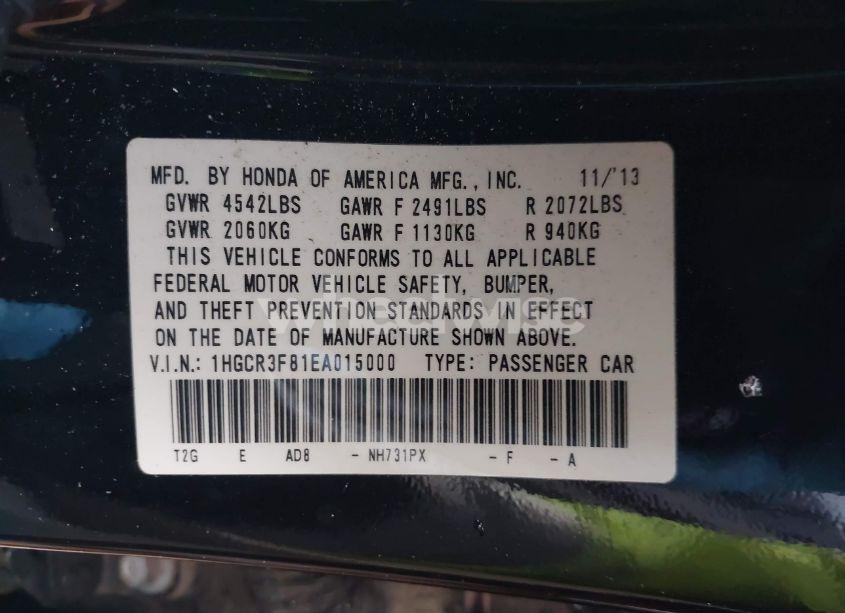 MFD. BY HONDA OF AMERICA MFG., INC. 11/'13
GVWR 4542LBS GAWR F 2491LBS R 2072LBS
GVWR 2060KG GAWR F 1130KG R 940KG
THIS VEHICLE CONFORMS TO ALL APPLICABLE
FEDERAL MOTOR VEHICLE SAFETY, BUMPER,
AND THEFT PREVENTION STANDARDS IN EFFECT
ON THE DATE OF MANUFACTURE SHOWN ABOVE.
V.I.N.: 1HGCR3F81EA015000 TYPE: PASSENGER CAR
T2G E AD8 - NH731PX - F - A
wheelwise